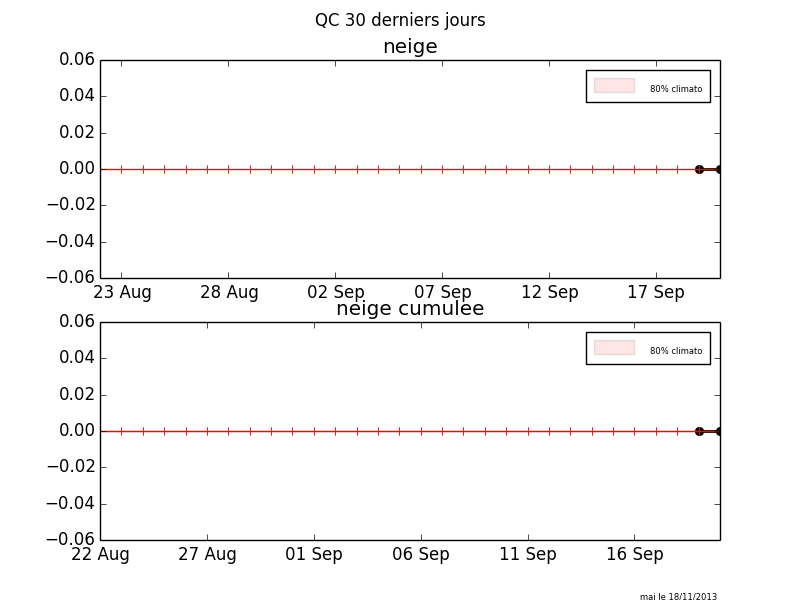 QC 30 derniers jours
neige
0.06
0.04
0.02
0.00
−0.02
−0.04
−0.06
80% climato
23 Aug 28 Aug 02 Sep 07 Sep 12 Sep 17 Sep
neige cumulee
0.06
0.04
0.02
0.00
−0.02
−0.04
−0.06
80% climato
22 Aug 27 Aug 01 Sep 06 Sep 11 Sep 16 Sep
maj le 18/11/2013